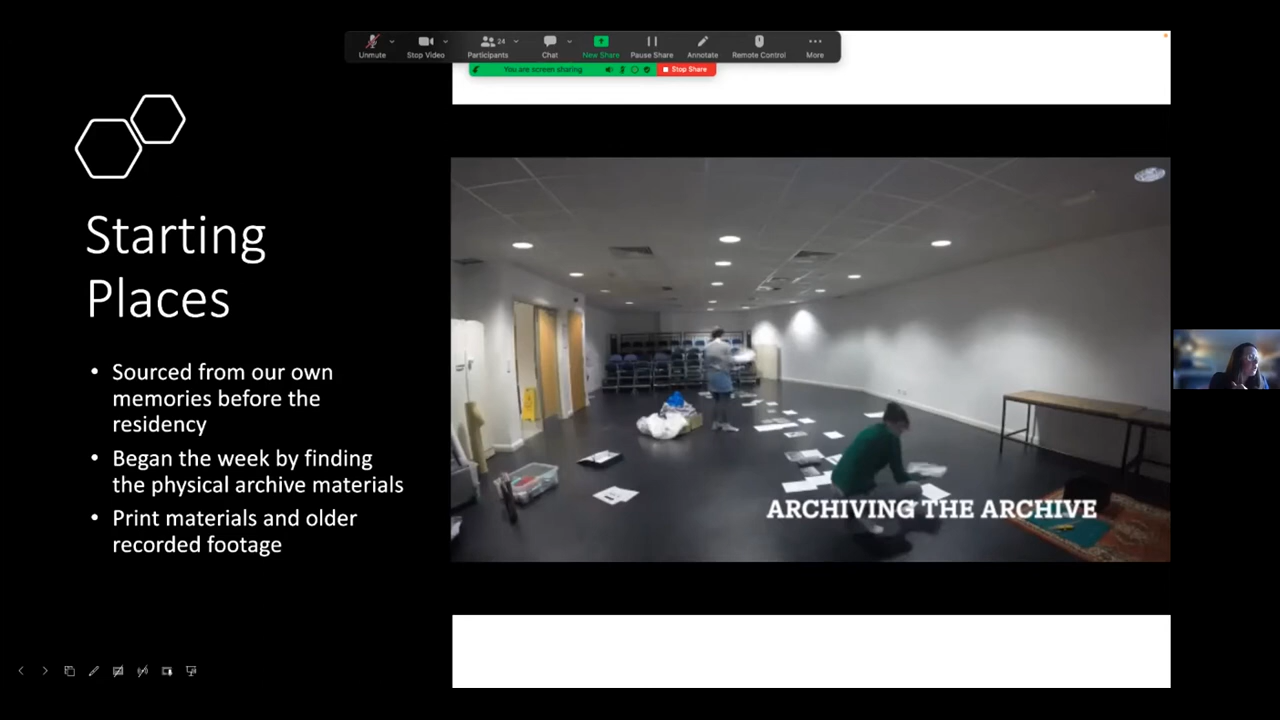 24
Unmute
Stop Video
Participants
Chat
New Share
Pause Share
Annotate
Remote Control
More
You are screen sharing
Stop Share
Starting
Places
• Sourced from our own
memories before the
residency
• Began the week by finding
the physical archive materials
• Print materials and older
recorded footage
ARCHIVING THE ARCHIVE